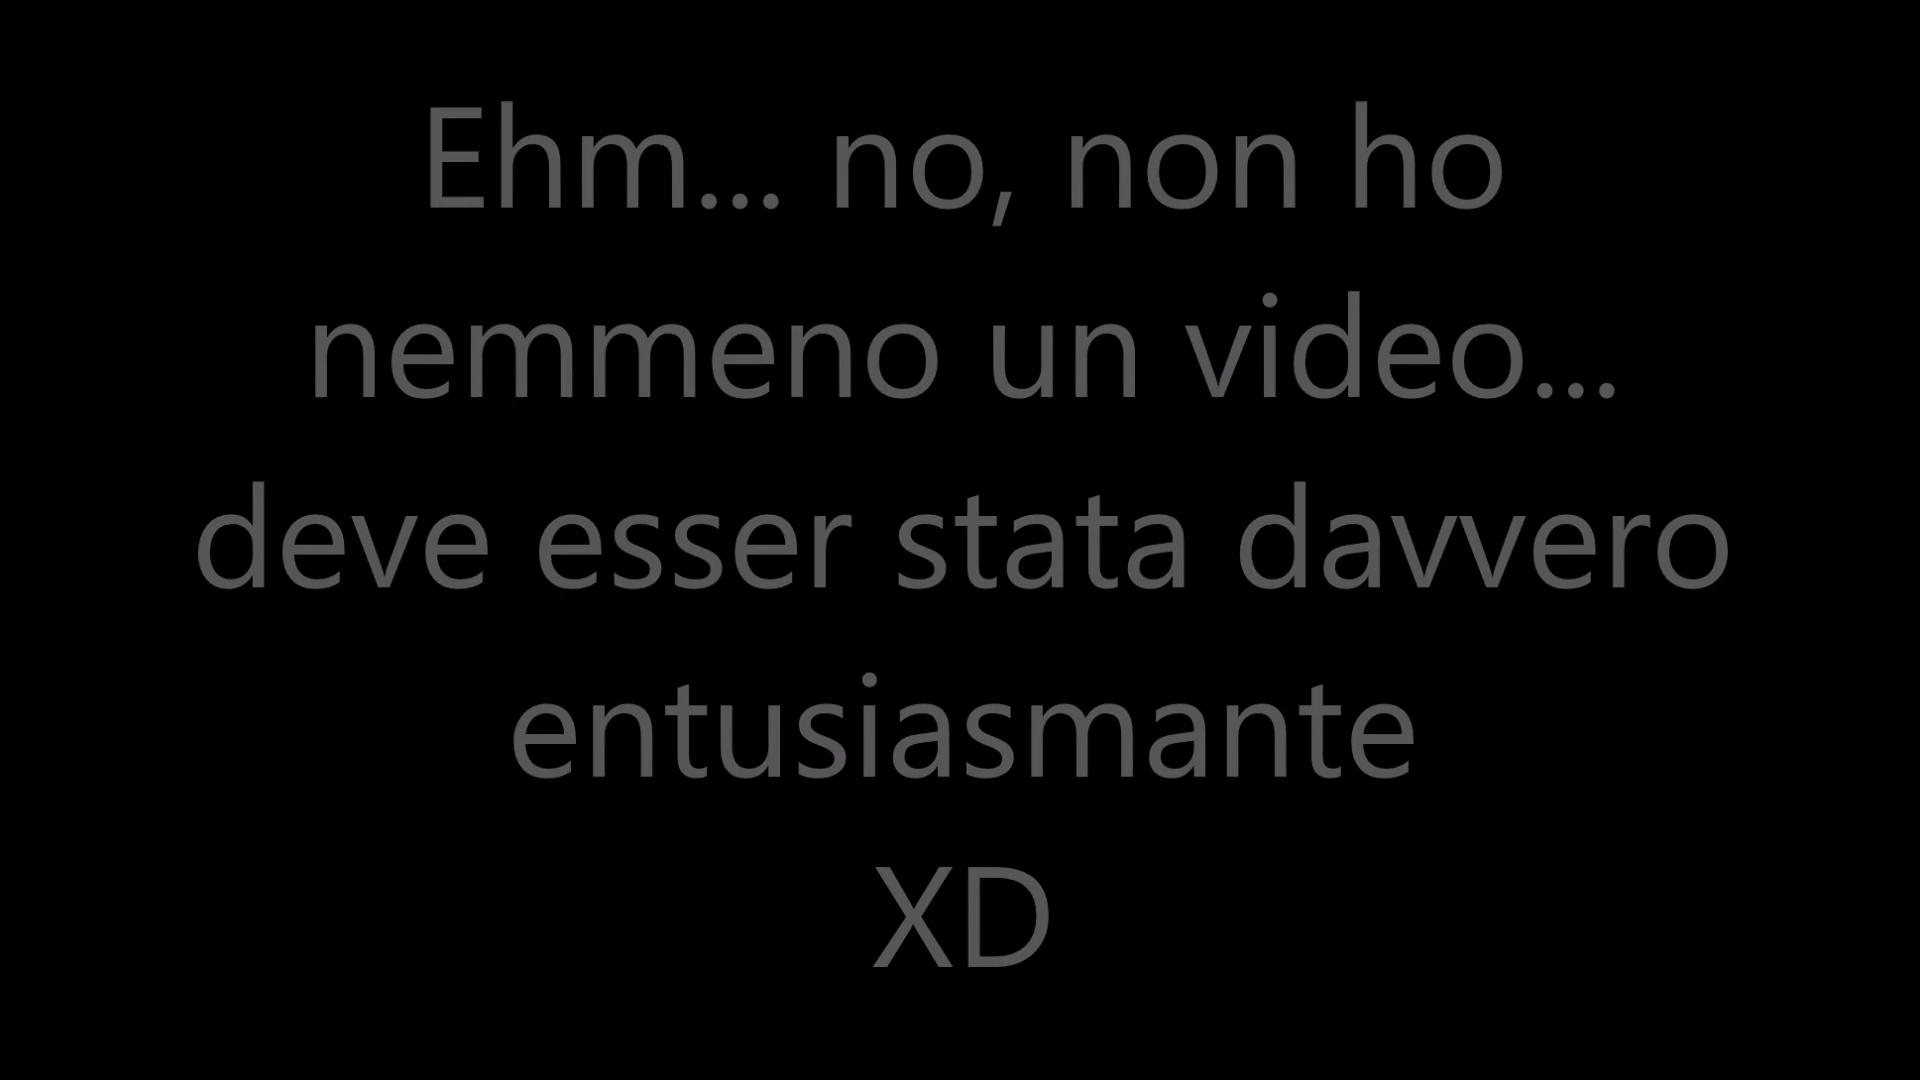 Ehm... no, non ho
nemmeno un video...
deve esser stata davvero
entusiasmante
XD